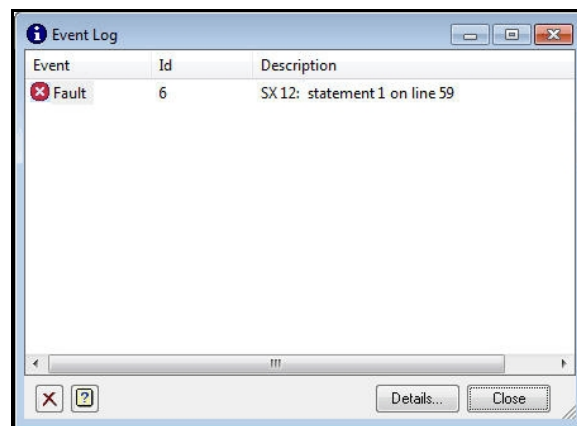 Event Log
Event Id Description
Fault 6 SX 12: statement 1 on line 59
Details... Close